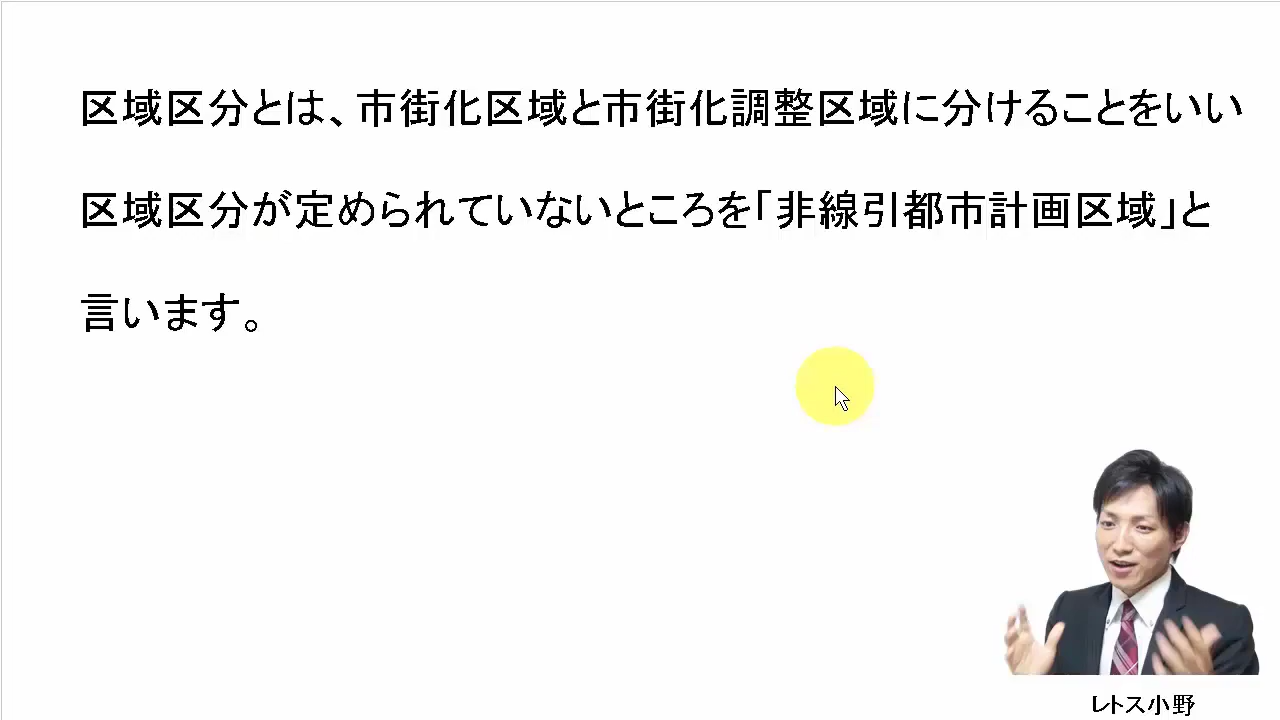 区域区分とは、市街化区域と市街化調整区域に分けることをいい
区域区分が定められていないところを「非線引都市計画区域」と
言います。
レトス小野